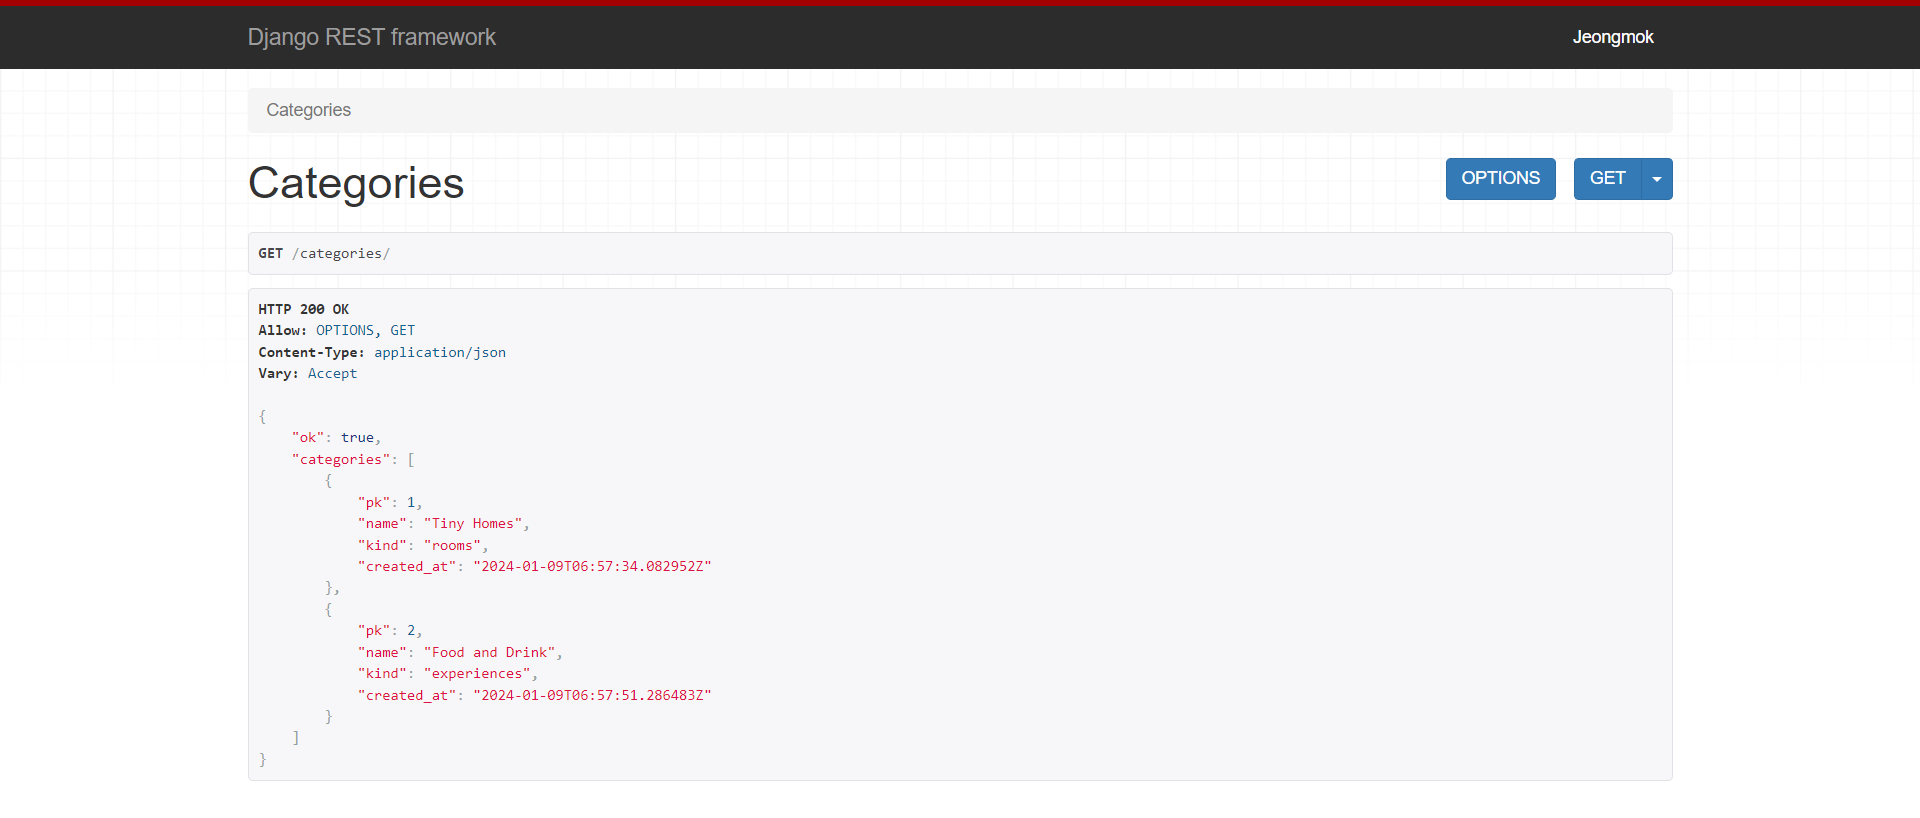 Django REST framework
Jeongmok
Categories
Categories
OPTIONS
GET
GET /categories/
HTTP 200 OK
Allow: OPTIONS, GET
Content-Type: application/json
Vary: Accept
{
    "ok": true,
    "categories": [
        {
            "pk": 1,
            "name": "Tiny Homes",
            "kind": "rooms",
            "created_at": "2024-01-09T06:57:34.082952Z"
        },
        {
            "pk": 2,
            "name": "Food and Drink",
            "kind": "experiences",
            "created_at": "2024-01-09T06:57:51.286483Z"
        }
    ]
}